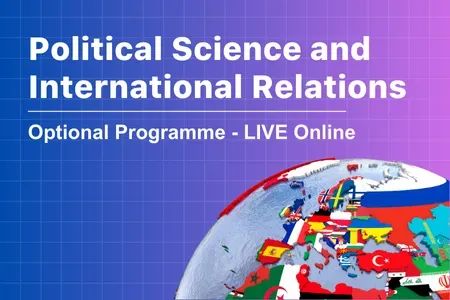 Political Science and
International Relations
Optional Programme - LIVE Online